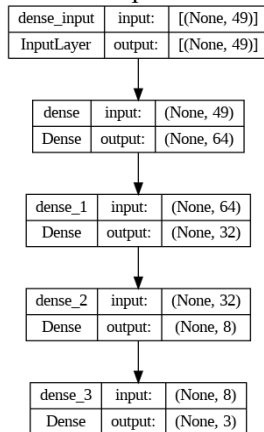 dense_input input: [(None, 49)]
InputLayer output: [(None, 49)]
dense input: (None, 49)
Dense output: (None, 64)
dense_1 input: (None, 64)
Dense output: (None, 32)
dense_2 input: (None, 32)
Dense output: (None, 8)
dense_3 input: (None, 8)
Dense output: (None, 3)